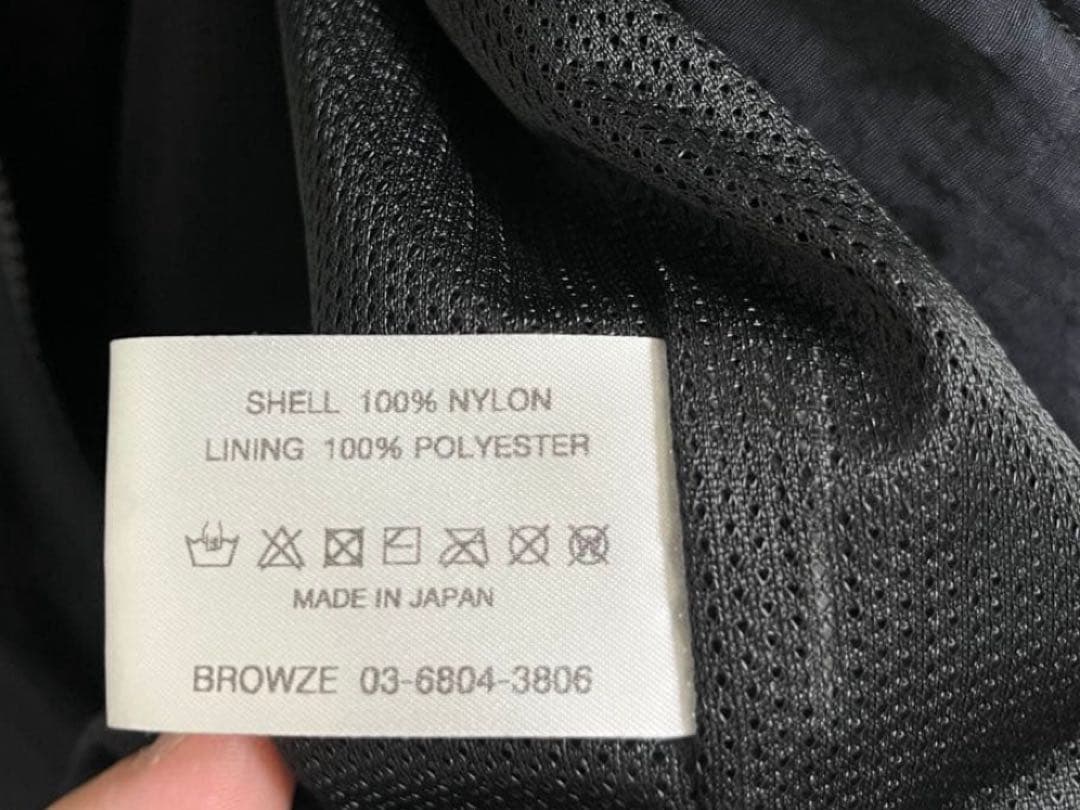 SHELL 100% NYLON
LINING 100% POLYESTER
MADE IN JAPAN
BROWZE 03-6804-3806